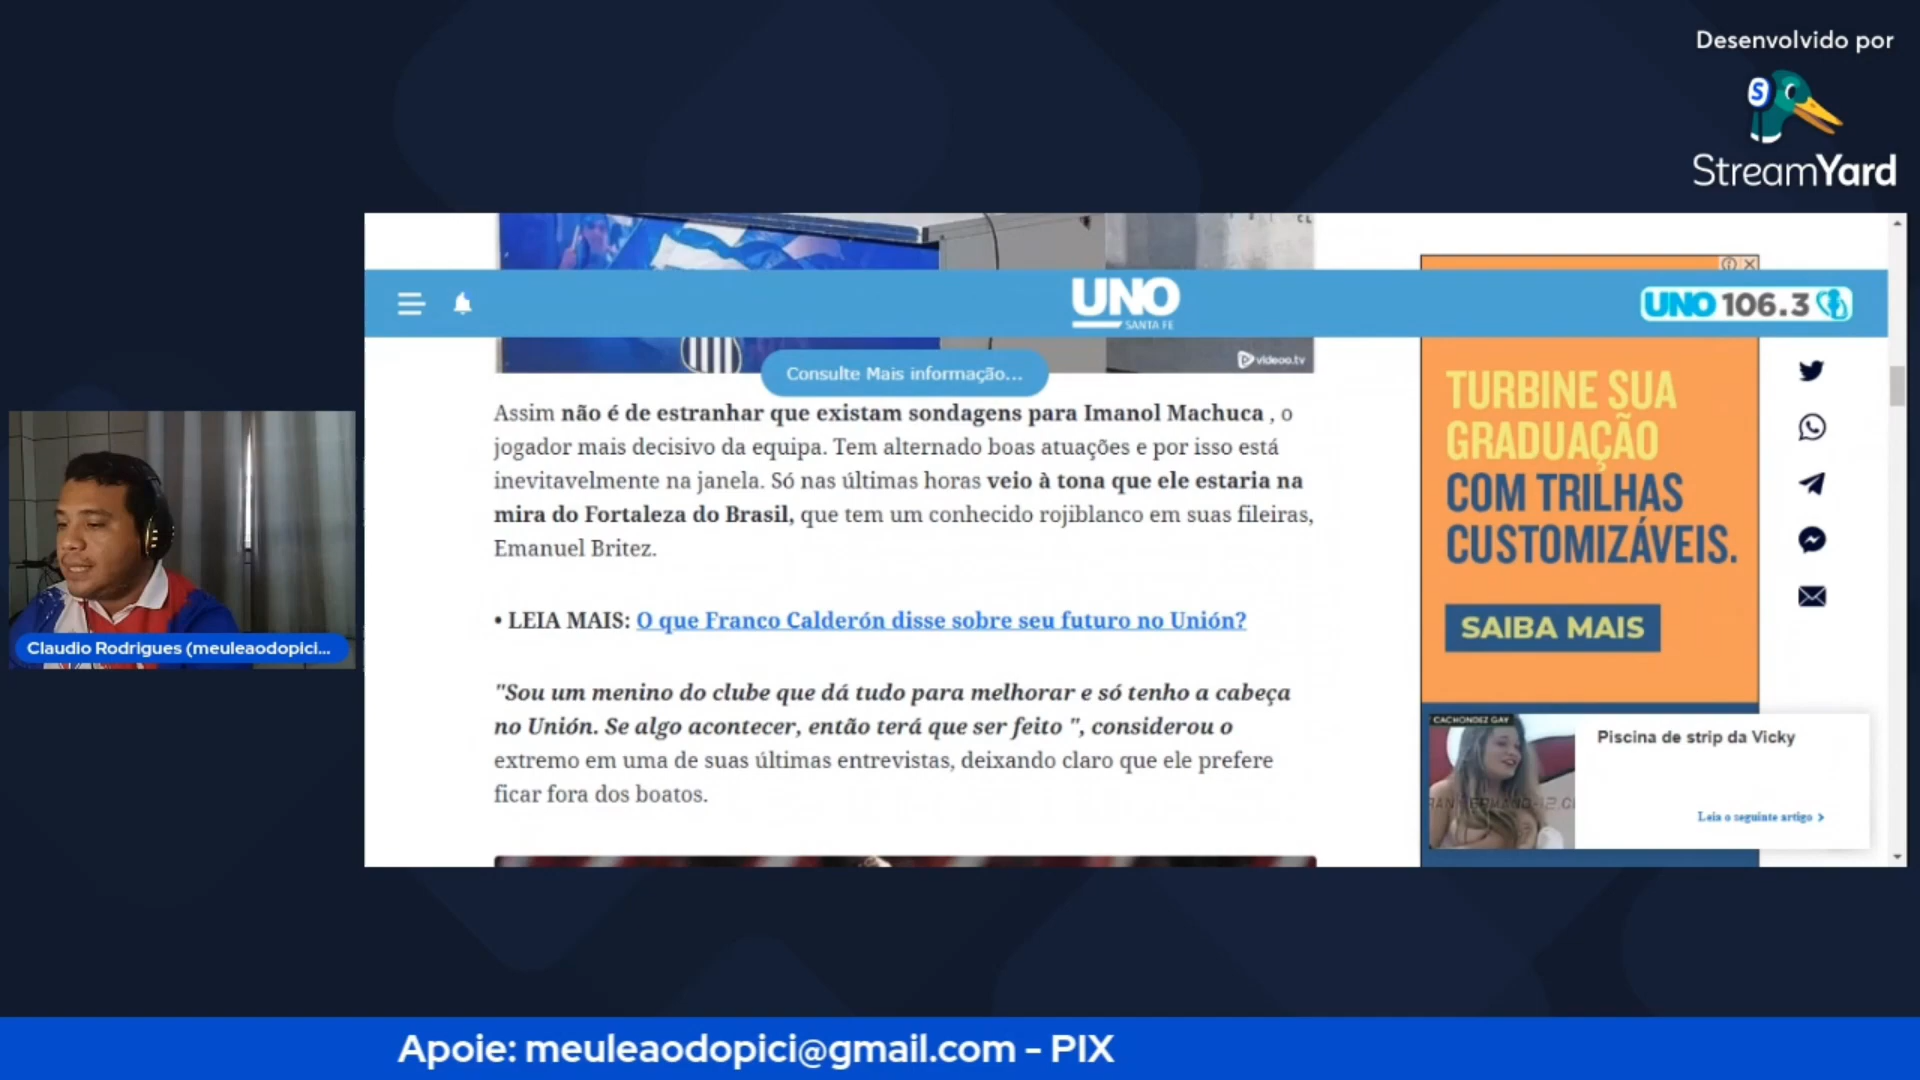 Desenvolvido por
StreamYard
UNO
SANTA FE
UNO 106.3
videoo.tv
Consulte Mais informação...
Assim não é de estranhar que existam sondagens para Imanol Machuca , o
jogador mais decisivo da equipa. Tem alternado boas atuações e por isso está
inevitavelmente na janela. Só nas últimas horas veio à tona que ele estaria na
mira do Fortaleza do Brasil, que tem um conhecido rojiblanco em suas fileiras,
Emanuel Britez.
• LEIA MAIS: O que Franco Calderón disse sobre seu futuro no Unión?
"Sou um menino do clube que dá tudo para melhorar e só tenho a cabeça
no Unión. Se algo acontecer, então terá que ser feito ", considerou o
extremo em uma de suas últimas entrevistas, deixando claro que ele prefere
ficar fora dos boatos.
TURBINE SUA
GRADUAÇÃO
COM TRILHAS
CUSTOMIZÁVEIS.
SAIBA MAIS
CACHONDEZ GAY
Piscina de strip da Vicky
Leia o seguinte artigo >
Claudio Rodrigues (meuleaodopici...
Apoie: meuleaodopici@gmail.com - PIX